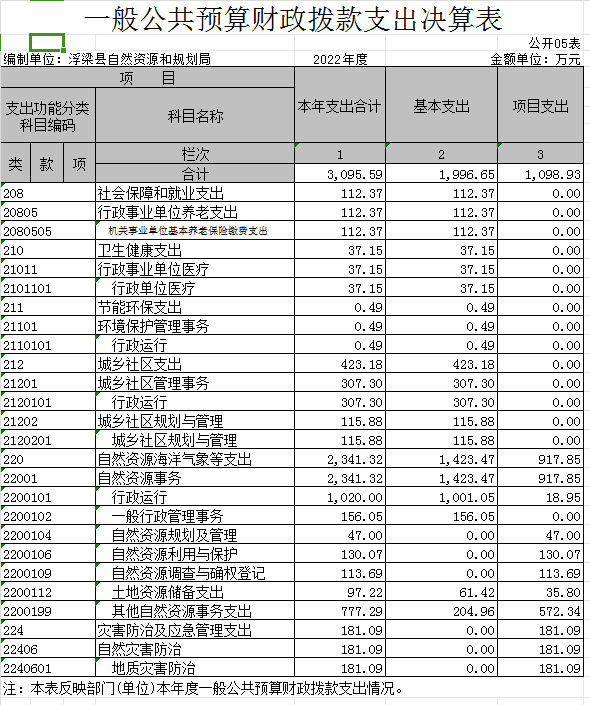 一般公共预算财政拨款支出决算表
公开05表
编制单位：浮梁县自然资源和规划局 2022年度 金额单位：万元
项 目 本年支出合计 基本支出 项目支出
支出功能分类科目编码 科目名称
类 款 项 栏次 1 2 3
合计 3,095.59 1,996.65 1,098.93
208 社会保障和就业支出 112.37 112.37 0.00
20805 行政事业单位养老支出 112.37 112.37 0.00
2080505 机关事业单位基本养老保险缴费支出 112.37 112.37 0.00
210 卫生健康支出 37.15 37.15 0.00
21011 行政事业单位医疗 37.15 37.15 0.00
2101101 行政单位医疗 37.15 37.15 0.00
211 节能环保支出 0.49 0.49 0.00
21101 环境保护管理事务 0.49 0.49 0.00
2110101 行政运行 0.49 0.49 0.00
212 城乡社区支出 423.18 423.18 0.00
21201 城乡社区管理事务 307.30 307.30 0.00
2120101 行政运行 307.30 307.30 0.00
21202 城乡社区规划与管理 115.88 115.88 0.00
2120201 城乡社区规划与管理 115.88 115.88 0.00
220 自然资源海洋气象等支出 2,341.32 1,423.47 917.85
22001 自然资源事务 2,341.32 1,423.47 917.85
2200101 行政运行 1,020.00 1,001.05 18.95
2200102 一般行政管理事务 156.05 156.05 0.00
2200104 自然资源规划及管理 47.00 0.00 47.00
2200106 自然资源利用与保护 130.07 0.00 130.07
2200109 自然资源调查与确权登记 113.69 0.00 113.69
2200112 土地资源储备支出 97.22 61.42 35.80
2200199 其他自然资源事务支出 777.29 204.96 572.34
224 灾害防治及应急管理支出 181.09 0.00 181.09
22406 自然灾害防治 181.09 0.00 181.09
2240601 地质灾害防治 181.09 0.00 181.09
注：本表反映部门(单位)本年度一般公共预算财政拨款支出情况。